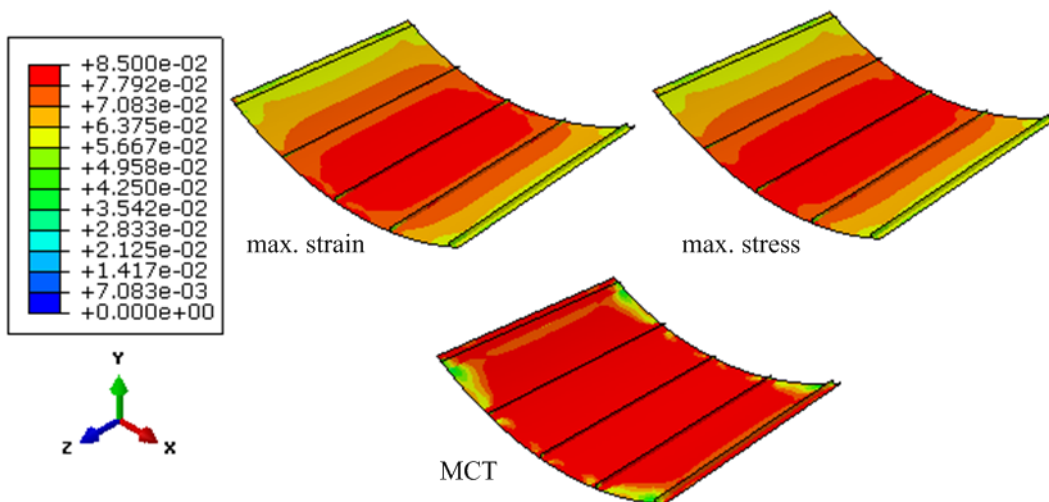 +8.500e-02
+7.792e-02
+7.083e-02
+6.375e-02
+5.667e-02
+4.958e-02
+4.250e-02
+3.542e-02
+2.833e-02
+2.125e-02
+1.417e-02
+7.083e-03
+0.000e+00
max. strain
max. stress
Y
Z
X
MCT